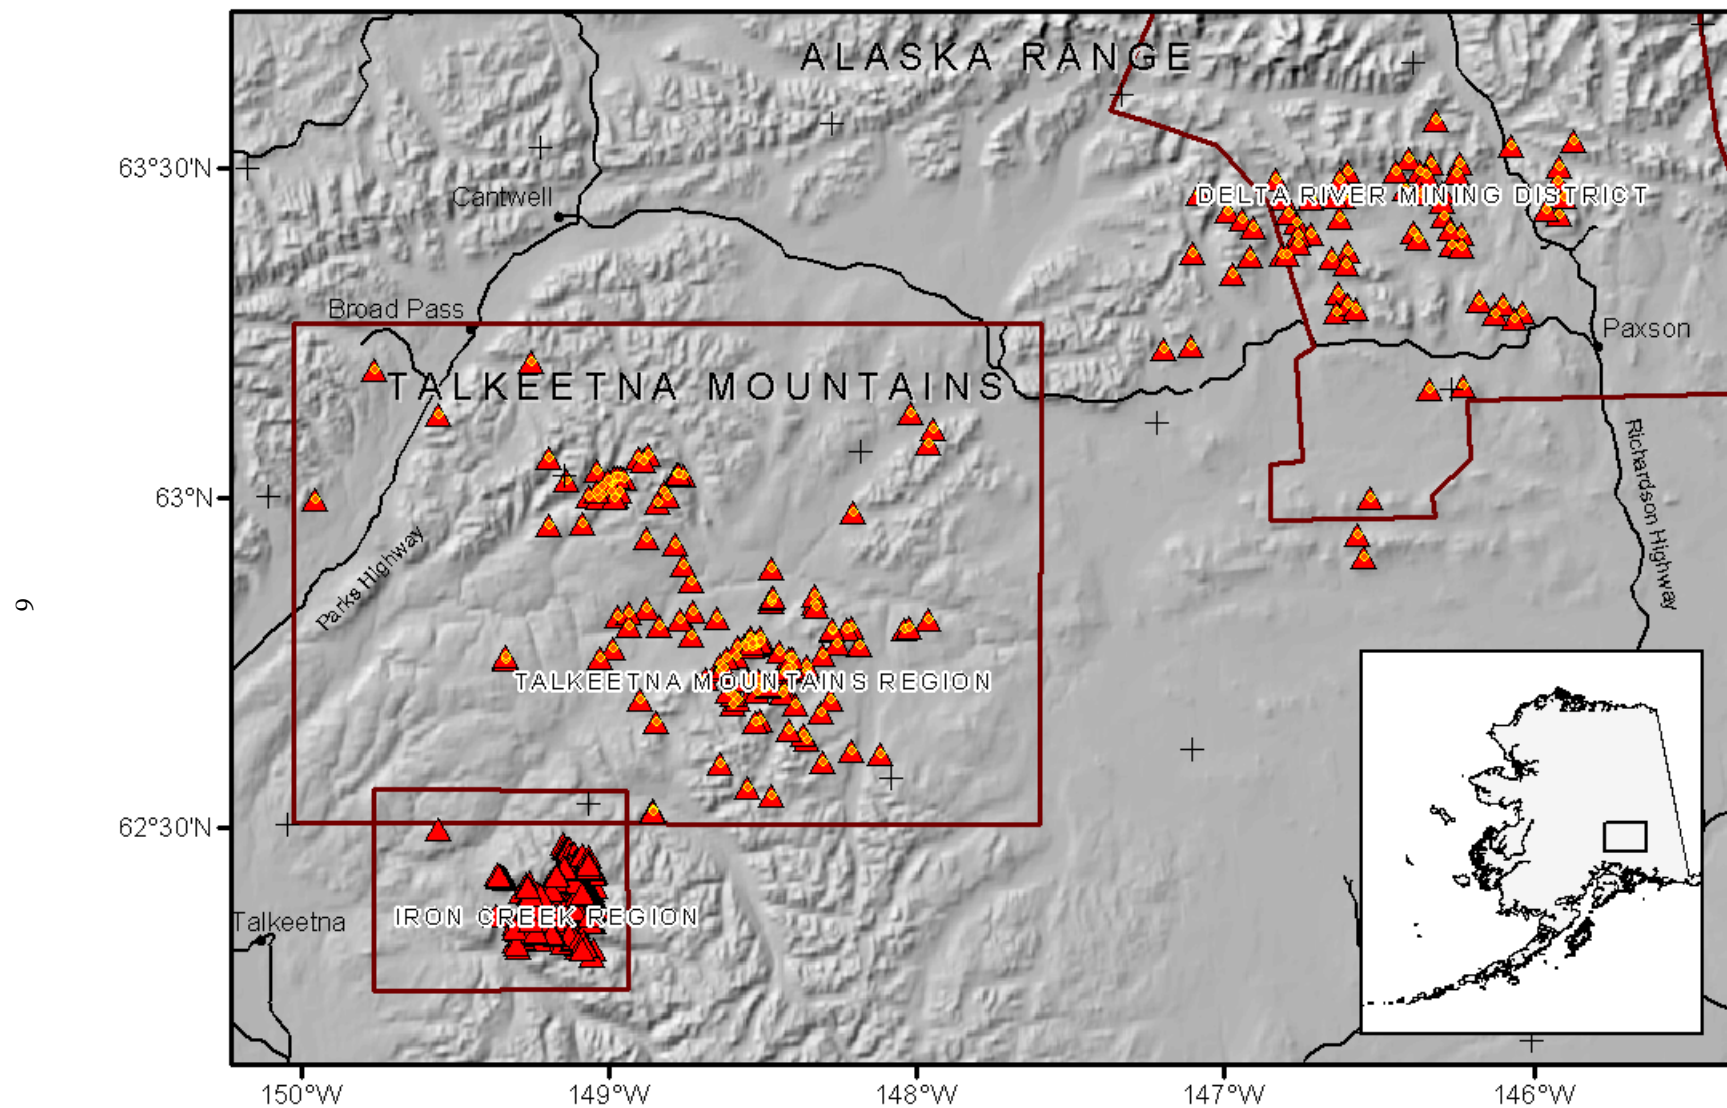 ALASKA RANGE
63°30'N
DELTA RIVER MINING DISTRICT
Cantwell
Broad Pass
Paxson
TALKEETNA MOUNTAINS
63°N
Richardson Highway
Parks Highway
9
TALKEETNA MOUNTAINS REGION
62°30'N
IRON CREEK REGION
Talkeetna
150°W
149°W
148°W
147°W
146°W